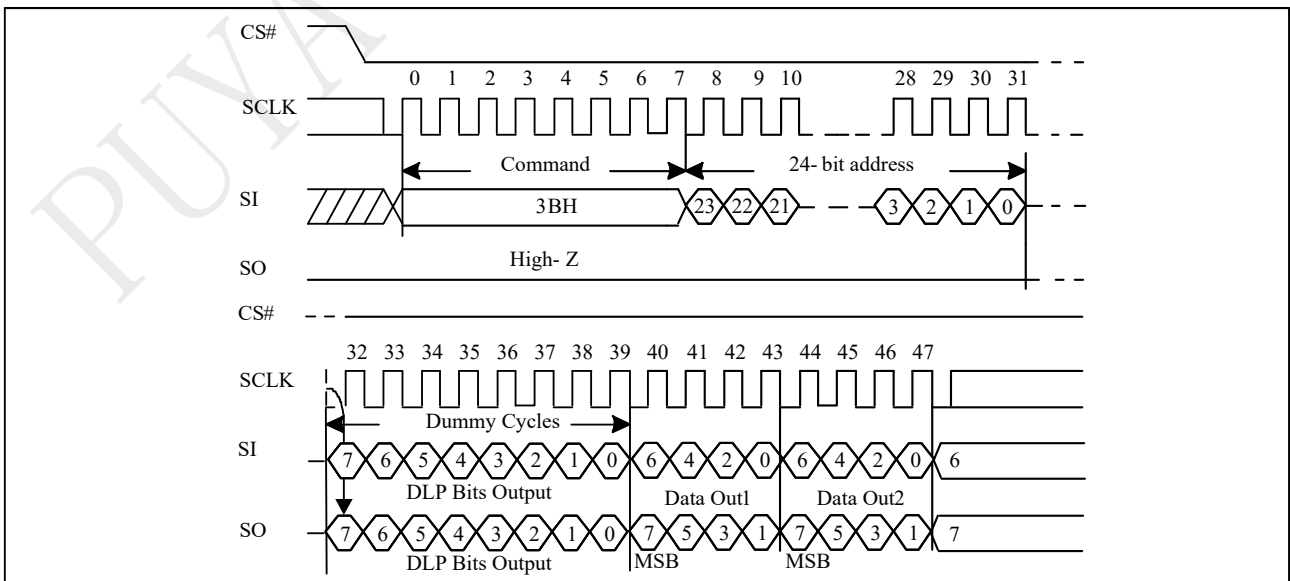 PUYA
CS#
0 1 2 3 4 5 6 7 8 9 10 28 29 30 31
SCLK
Command 24- bit address
SI 3BH 23 22 21 3 2 1 0
SO High- Z
CS#
32 33 34 35 36 37 38 39 40 41 42 43 44 45 46 47
SCLK
Dummy Cycles
SI 7 6 5 4 3 2 1 0 6 4 2 0 6 4 2 0 6
DLP Bits Output Data Out1 Data Out2
SO 7 6 5 4 3 2 1 0 7 5 3 1 7 5 3 1 7
DLP Bits Output MSB MSB